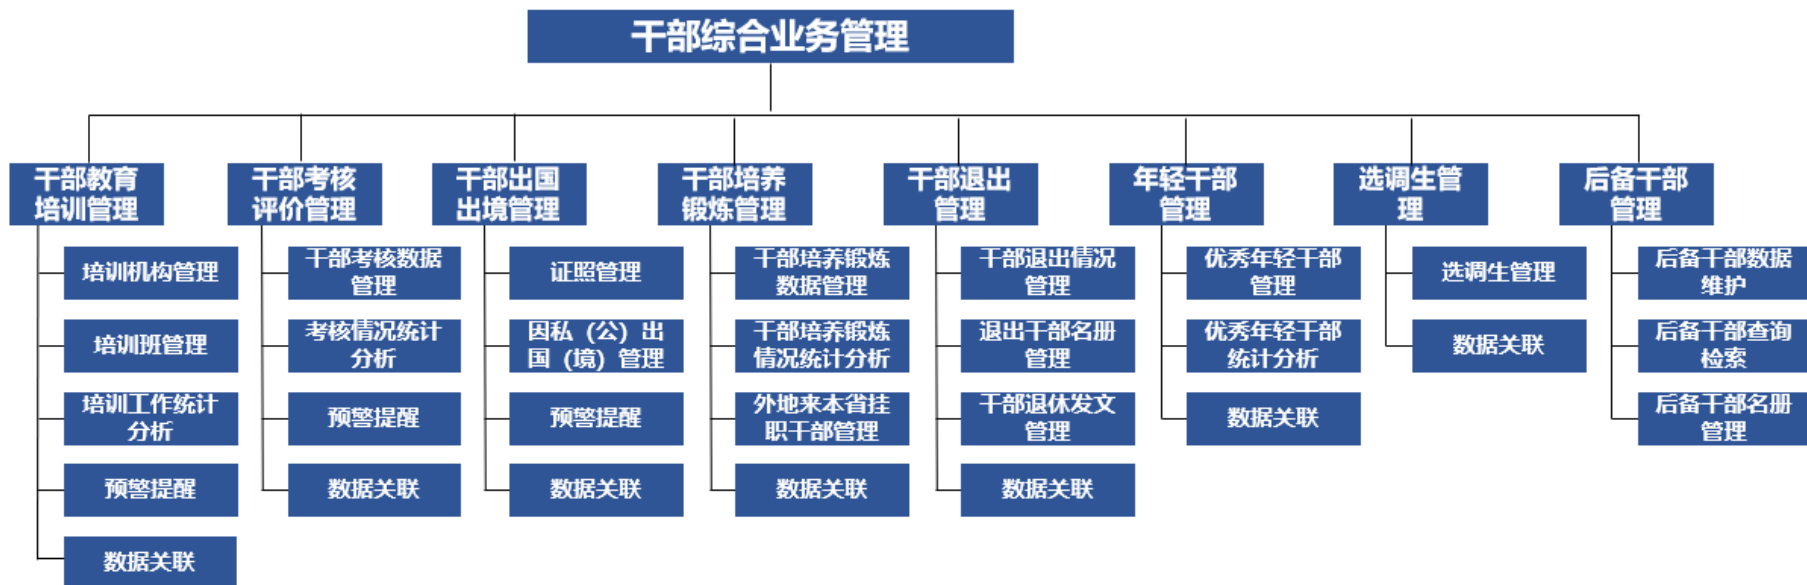 干部综合业务管理
干部教育
培训管理
培训机构管理
培训班管理
培训工作统计
分析
预警提醒
数据关联
干部考核
评价管理
干部考核数据
管理
考核情况统计
分析
预警提醒
数据关联
干部出国
出境管理
证照管理
因私（公）出
国（境）管理
预警提醒
数据关联
干部培养
锻炼管理
干部培养锻炼
数据管理
干部培养锻炼
情况统计分析
外地来本省挂
职干部管理
数据关联
干部退出
管理
干部退出情况
管理
退出干部名册
管理
干部退休发文
管理
数据关联
年轻干部
管理
优秀年轻干部
管理
优秀年轻干部
统计分析
数据关联
选调生管
理
选调生管理
数据关联
后备干部
管理
后备干部数据
维护
后备干部查询
检索
后备干部名册
管理